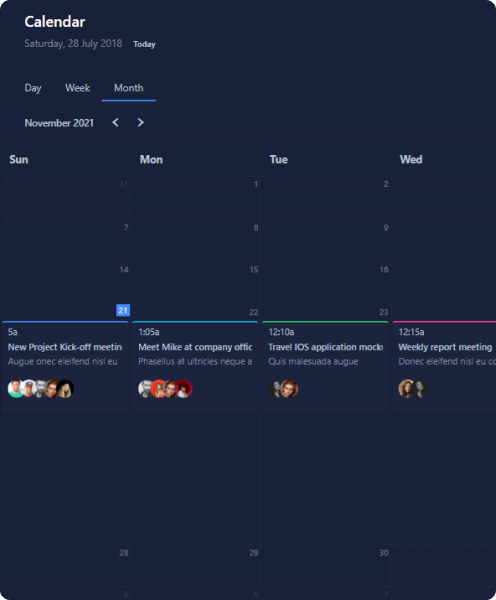 Calendar
Saturday, 28 July 2018 Today
Day Week Month
November 2021
Sun Mon Tue Wed
31 1 2
7 8 9
14 15 16
21 22 23
5a 1:05a 12:10a 12:15a
New Project Kick-off meetin Meet Mike at company offic Travel IOS application mock Weekly report meeting
Augue onec eleifend nisl eu Phasellus at ultricies neque a Quis malesuada augue Donec eleifend nisl eu co
28 29 30
5 6 7